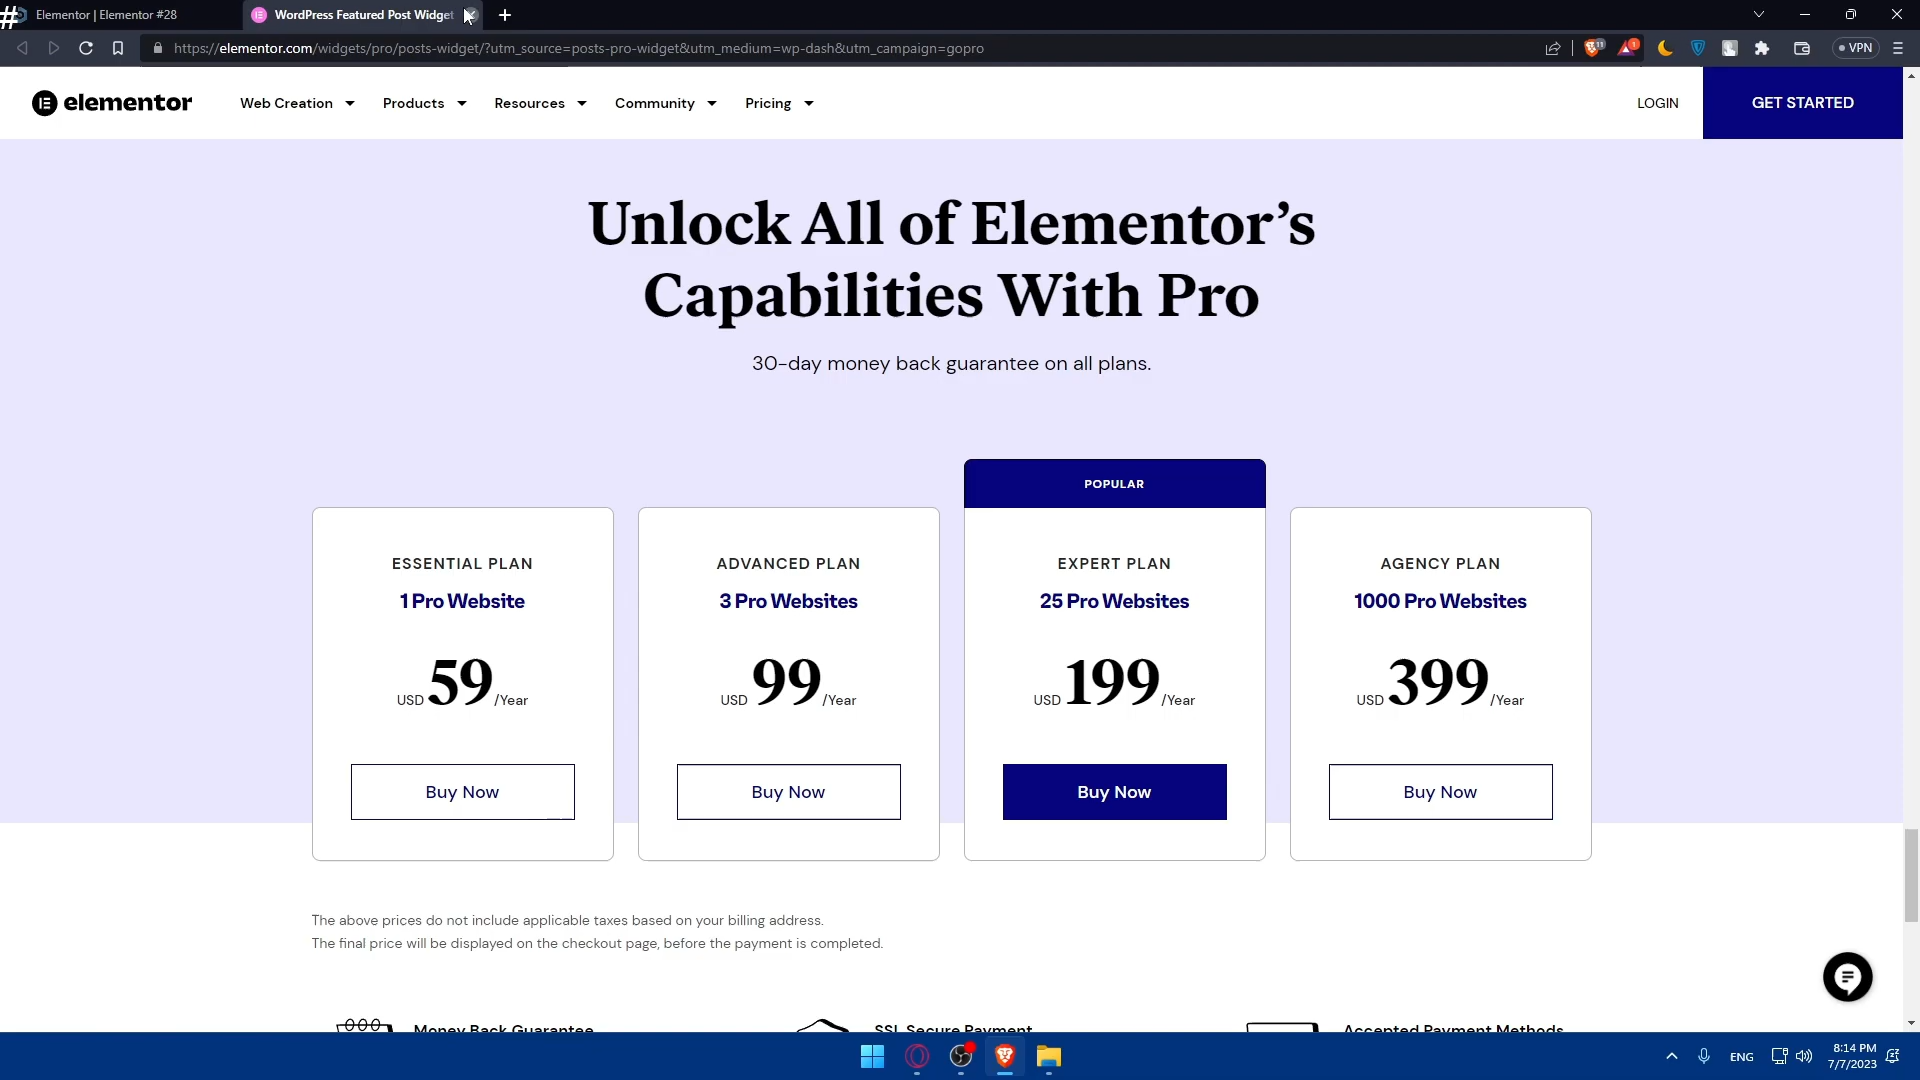 #
Elementor | Elementor #28
WordPress Featured Post Widget
https://elementor.com/widgets/pro/posts-widget/?utm_source=posts-pro-widget&utm_medium=wp-dash&utm_campaign=gopro
11
1
VPN
elementor
Web Creation
Products
Resources
Community
Pricing
LOGIN
GET STARTED
Unlock All of Elementor’s
Capabilities With Pro
30-day money back guarantee on all plans.
POPULAR
ESSENTIAL PLAN
1 Pro Website
USD 59 /Year
Buy Now
ADVANCED PLAN
3 Pro Websites
USD 99 /Year
Buy Now
EXPERT PLAN
25 Pro Websites
USD 199 /Year
Buy Now
AGENCY PLAN
1000 Pro Websites
USD 399 /Year
Buy Now
The above prices do not include applicable taxes based on your billing address.
The final price will be displayed on the checkout page, before the payment is completed.
Money Back Guarantee
SSL Secure Payment
Accepted Payment Methods
ENG
8:14 PM
7/7/2023